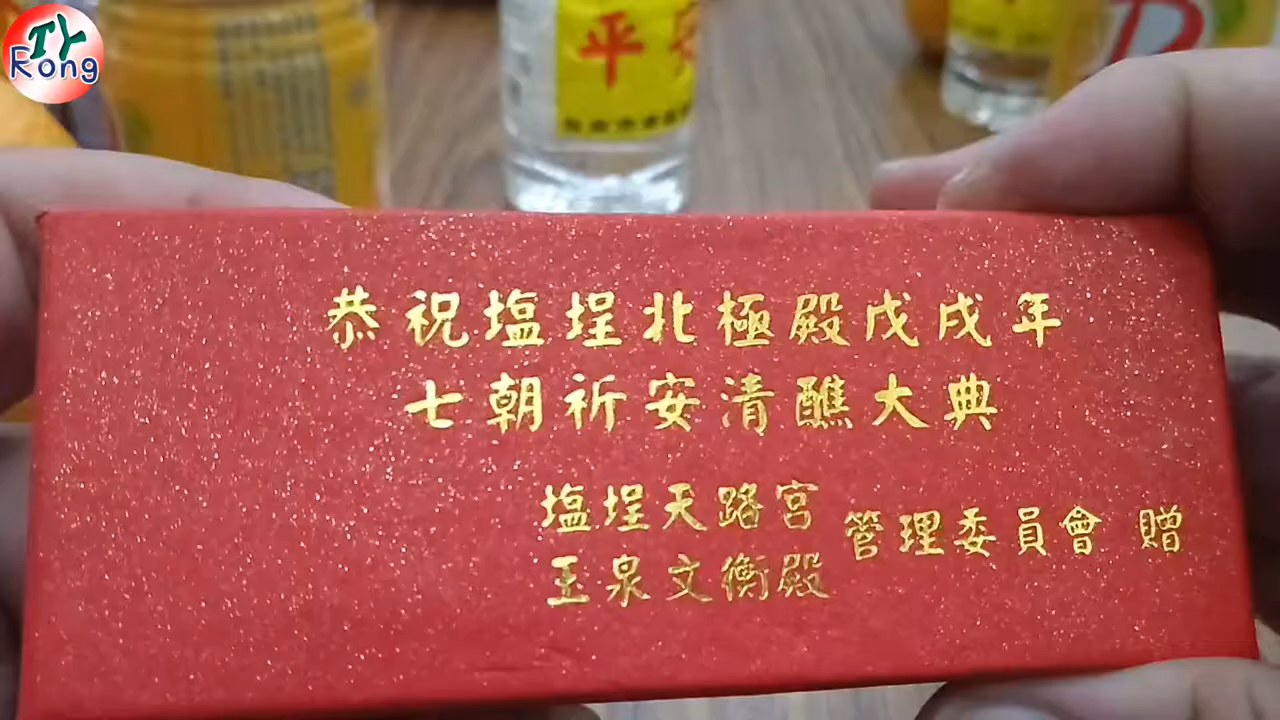 TY
Rong
平安
恭祝塩埕北極殿戊戌年
七朝祈安清醮大典
塩埕天路宮
玉泉文衡殿
管理委員會 贈